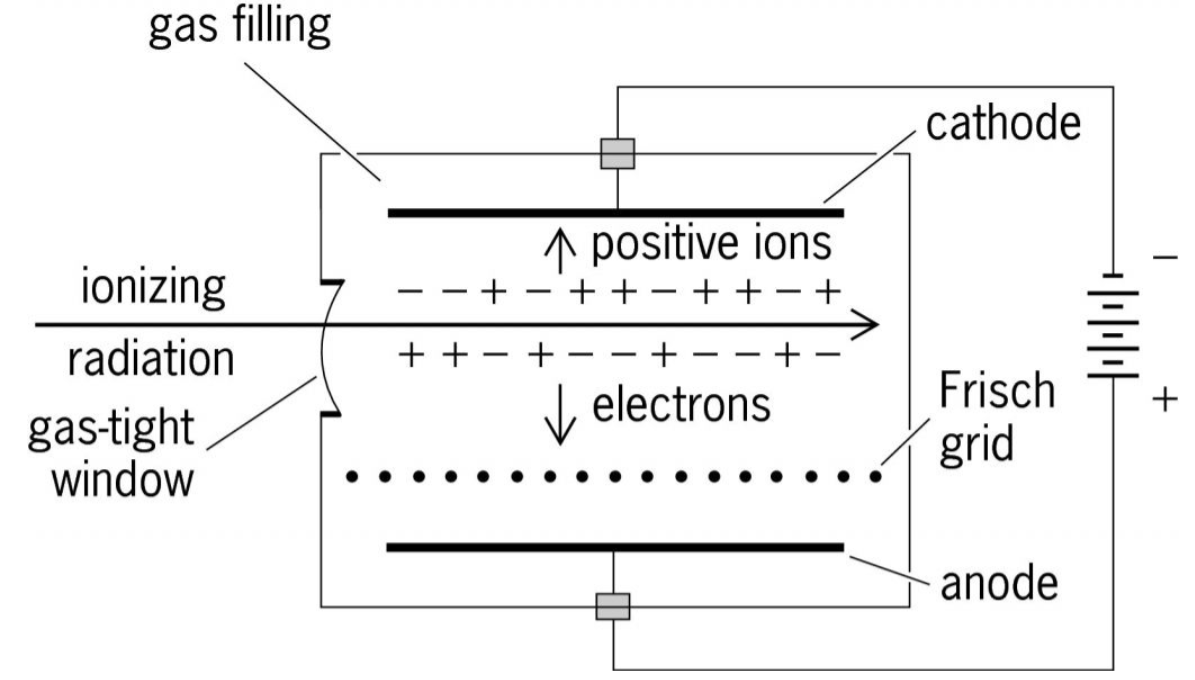 gas filling
cathode
positive ions
− − + − + + − + + − +
ionizing
radiation
+ + − + − − + − − + −
electrons
gas-tight
window
Frisch
grid
anode
−
+